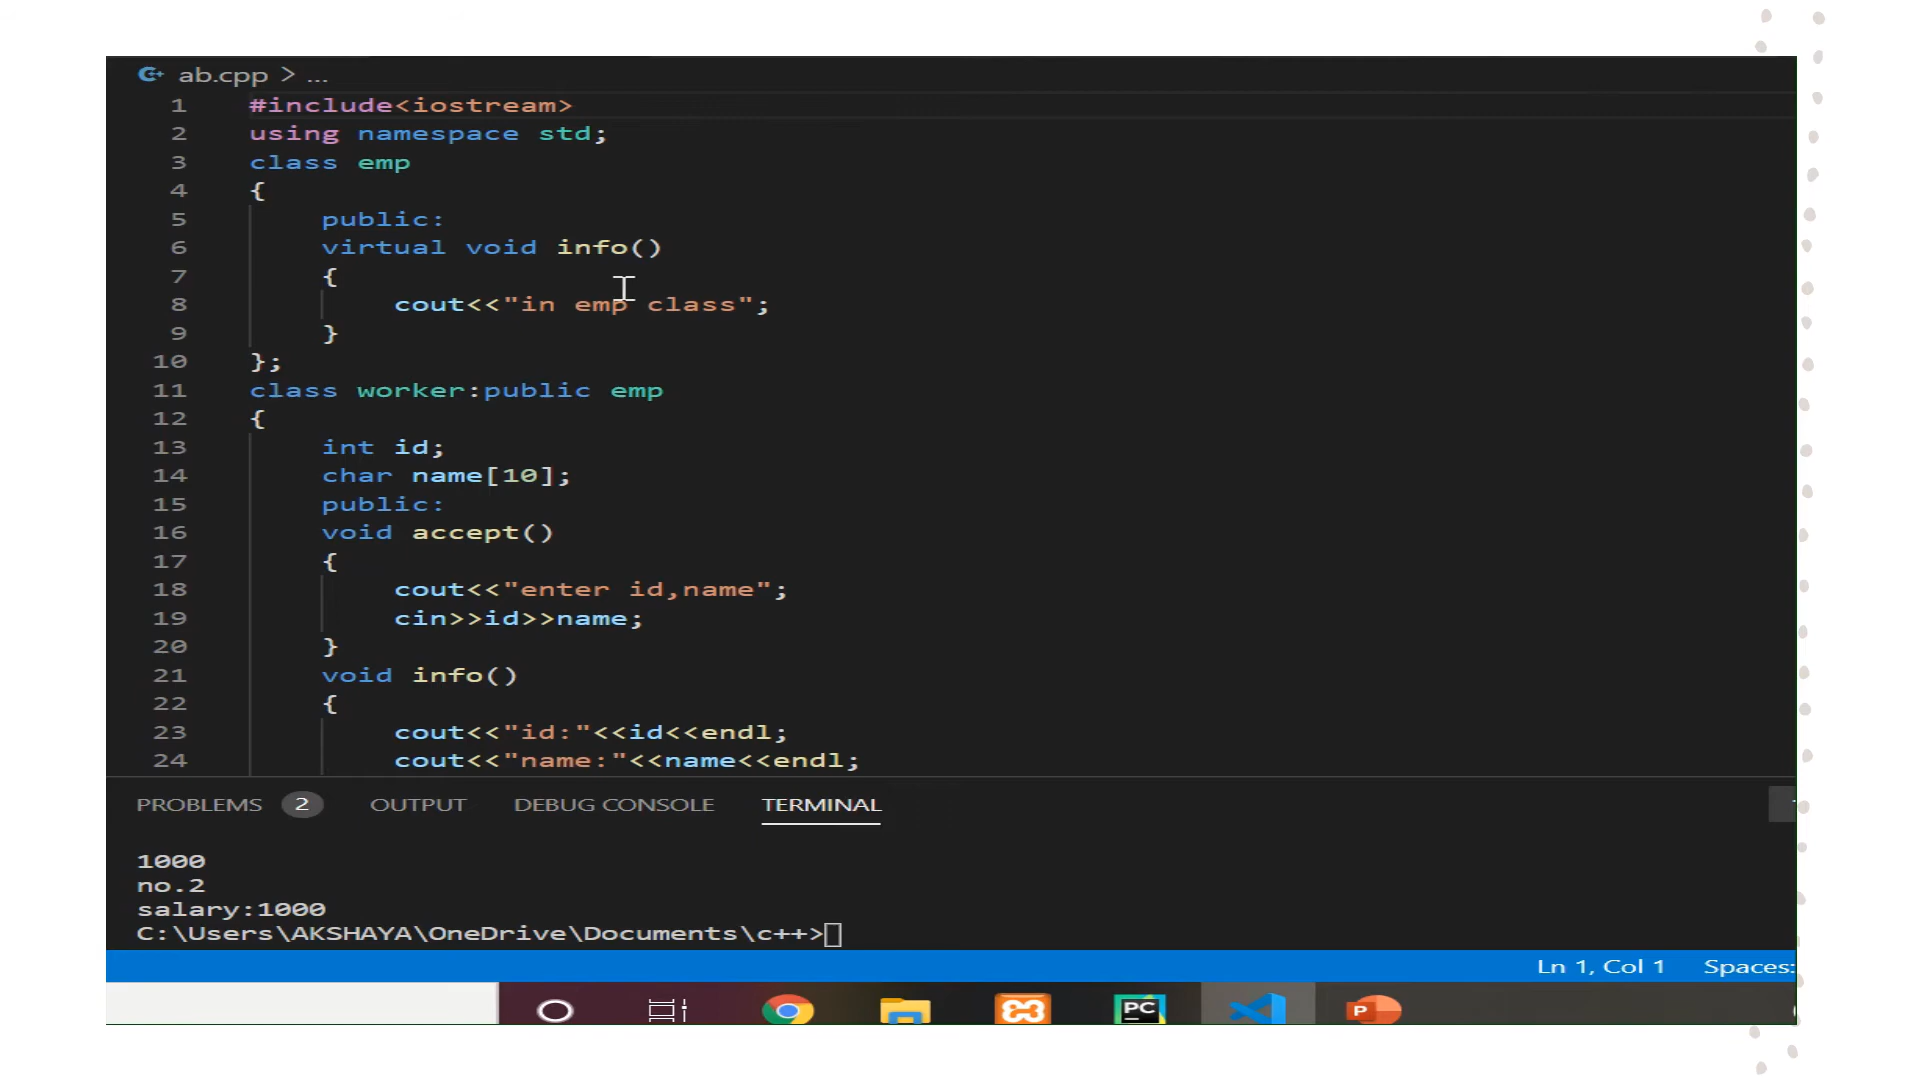 ab.cpp > ...
1 #include<iostream>
2 using namespace std;
3 class emp
4 {
5 public:
6 virtual void info()
7 {
8 cout<<"in emp class";
9 }
10 };
11 class worker:public emp
12 {
13 int id;
14 char name[10];
15 public:
16 void accept()
17 {
18 cout<<"enter id,name";
19 cin>>id>>name;
20 }
21 void info()
22 {
23 cout<<"id:"<<id<<endl;
24 cout<<"name:"<<name<<endl;
PROBLEMS 2 OUTPUT DEBUG CONSOLE TERMINAL
1000
no.2
salary:1000
C:\Users\AKSHAYA\OneDrive\Documents\c++>
Ln 1, Col 1 Spaces:
PC P